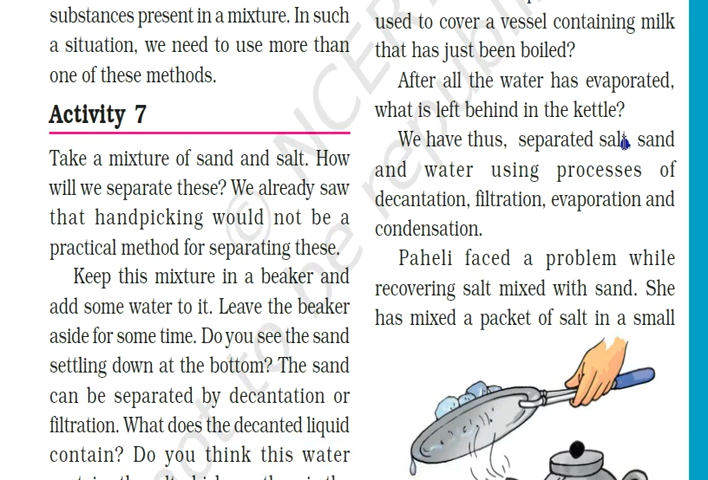 substances present in a mixture. In such
a situation, we need to use more than
one of these methods.
Activity 7
Take a mixture of sand and salt. How
will we separate these? We already saw
that handpicking would not be a
practical method for separating these.
Keep this mixture in a beaker and
add some water to it. Leave the beaker
aside for some time. Do you see the sand
settling down at the bottom? The sand
can be separated by decantation or
filtration. What does the decanted liquid
contain? Do you think this water
used to cover a vessel containing milk
that has just been boiled?
After all the water has evaporated,
what is left behind in the kettle?
We have thus, separated salt, sand
and water using processes of
decantation, filtration, evaporation and
condensation.
Paheli faced a problem while
recovering salt mixed with sand. She
has mixed a packet of salt in a small
© NCERT
not to be republi